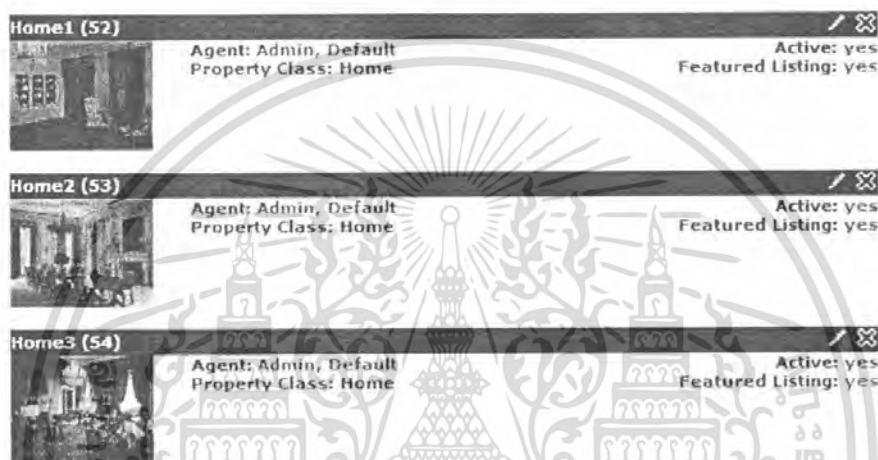 Home1 (52)
Agent: Admin, Default
Active: yes
Property Class: Home
Featured Listing: yes
Home2 (53)
Agent: Admin, Default
Active: yes
Property Class: Home
Featured Listing: yes
Home3 (54)
Agent: Admin, Default
Active: yes
Property Class: Home
Featured Listing: yes